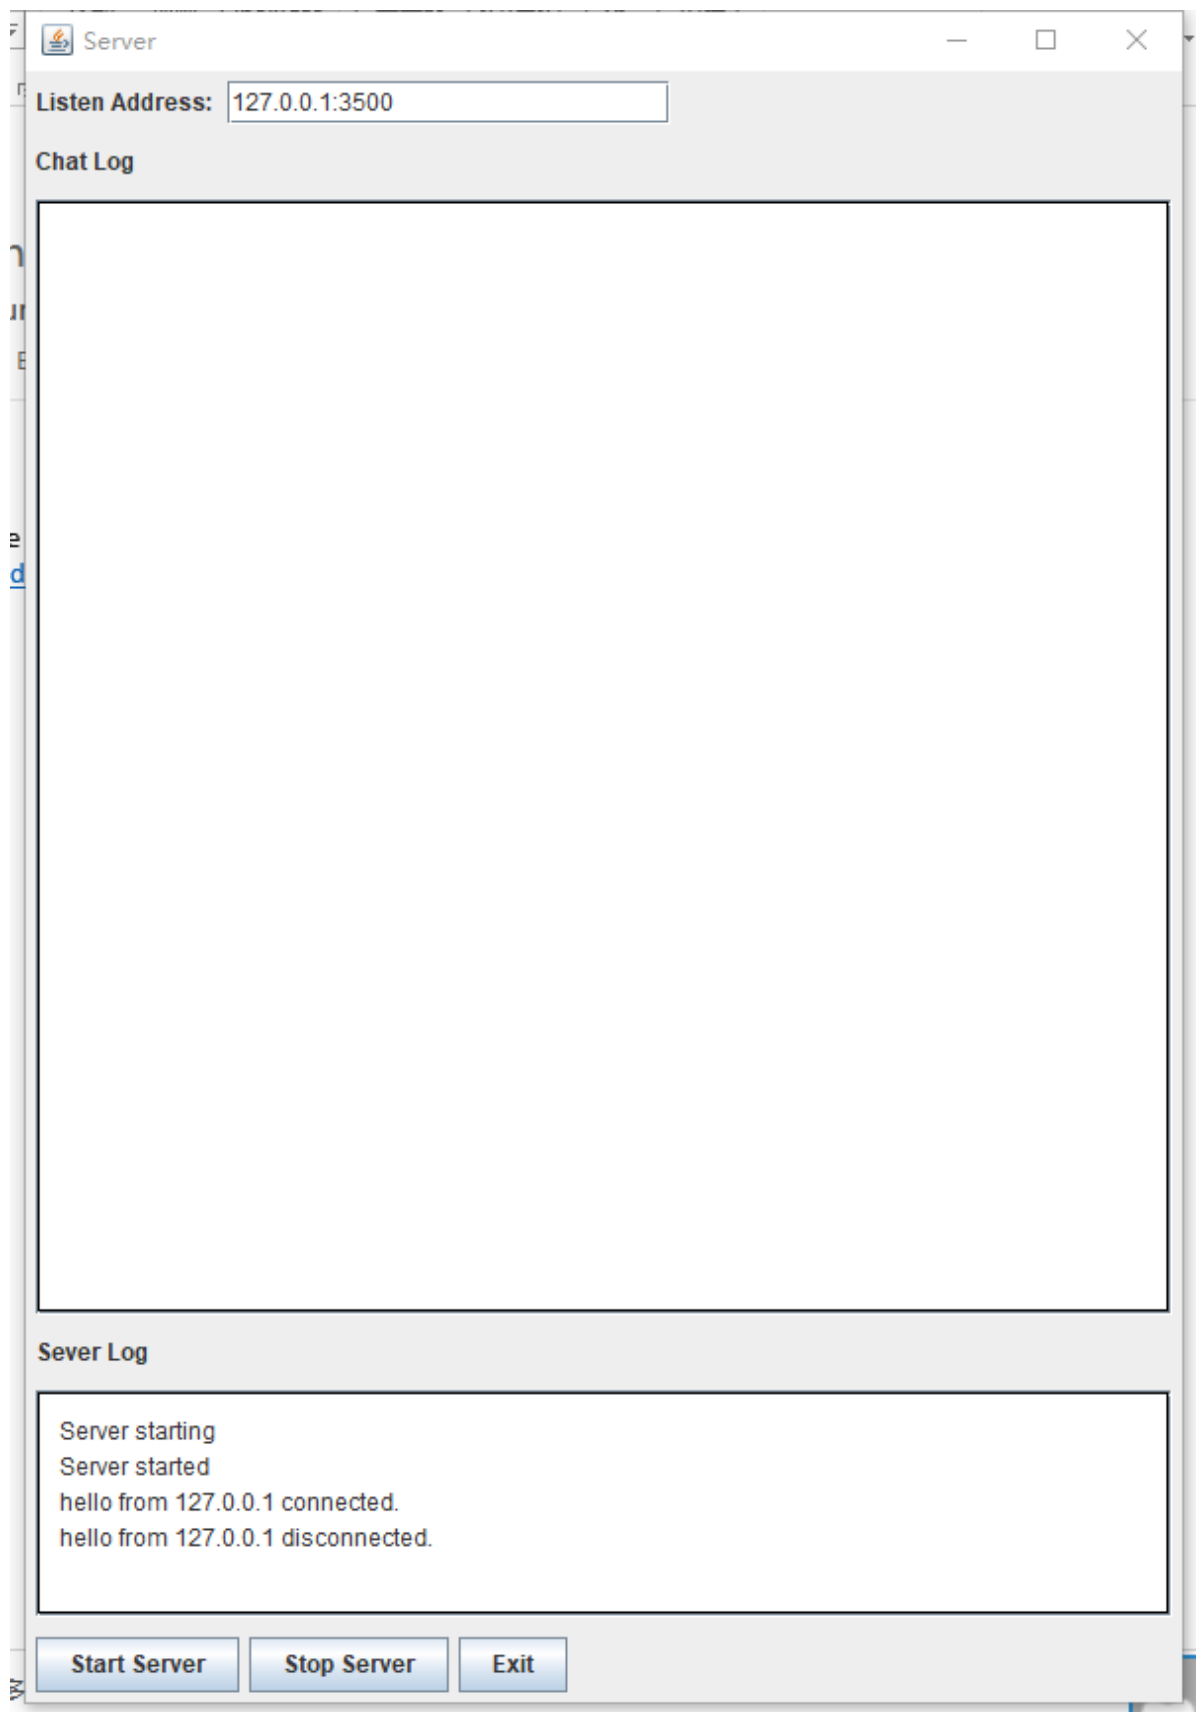 Server
Listen Address: 127.0.0.1:3500
Chat Log
Sever Log
Server starting
Server started
hello from 127.0.0.1 connected.
hello from 127.0.0.1 disconnected.
Start Server Stop Server Exit